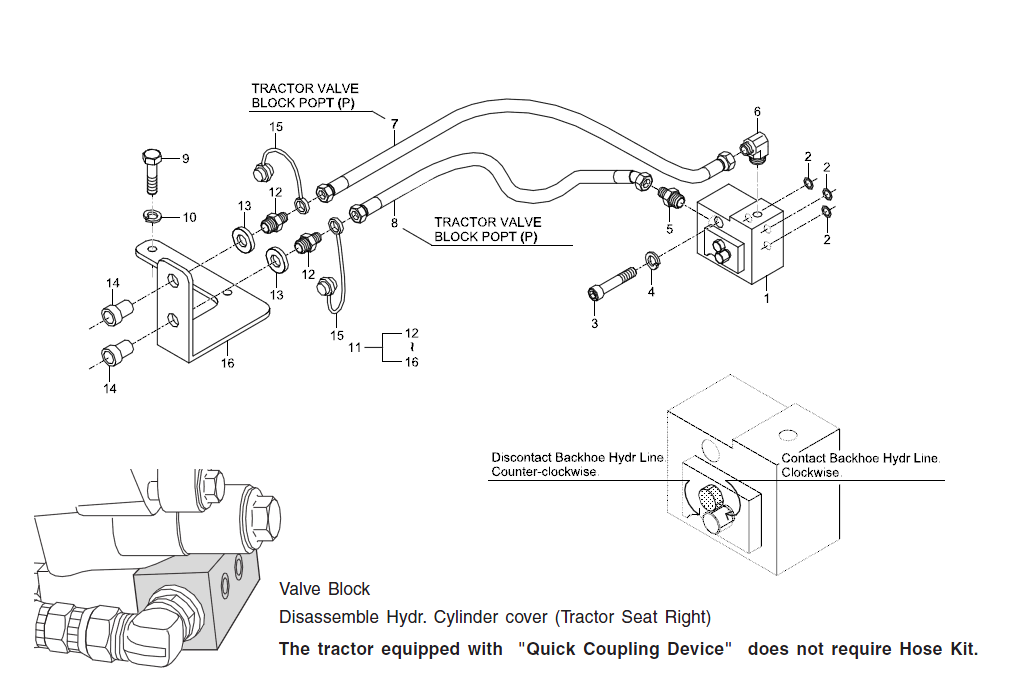 TRACTOR VALVE
BLOCK POPT (P)
7
15
6
9
2
2
12
10
13
8
TRACTOR VALVE
BLOCK POPT (P)
5
2
12
13
14
4
1
3
15
11
12
~
16
16
14
Discontact Backhoe Hydr Line.
Counter-clockwise.
Contact Backhoe Hydr Line.
Clockwise.
Valve Block
Disassemble Hydr. Cylinder cover (Tractor Seat Right)
The tractor equipped with "Quick Coupling Device" does not require Hose Kit.